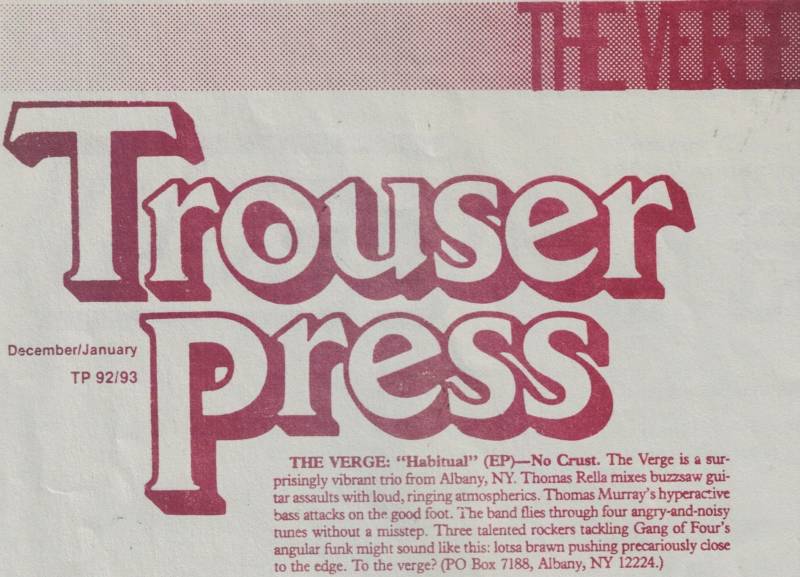 THE VERGE
Trouser
Press
December/January
TP 92/93
THE VERGE: “Habitual” (EP)—No Crust. The Verge is a sur-
prisingly vibrant trio from Albany, NY. Thomas Rella mixes buzzsaw gui-
tar assaults with loud, ringing atmospherics. Thomas Murray's hyperactive
bass attacks on the good foot. The band flies through four angry-and-noisy
tunes without a misstep. Three talented rockers tackling Gang of Four's
angular funk might sound like this: lotsa brawn pushing precariously close
to the edge. To the verge? (PO Box 7188, Albany, NY 12224.)